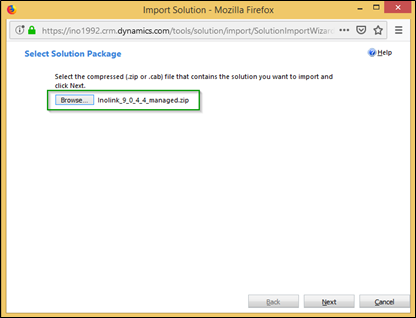 Import Solution - Mozilla Firefox
https://ino1992.crm.dynamics.com/tools/solution/import/SolutionImportWizar
Select Solution Package
Help
Select the compressed (.zip or .cab) file that contains the solution you want to import and
click Next.
Browse... Inolink_9_0_4_4_managed.zip
Back Next Cancel